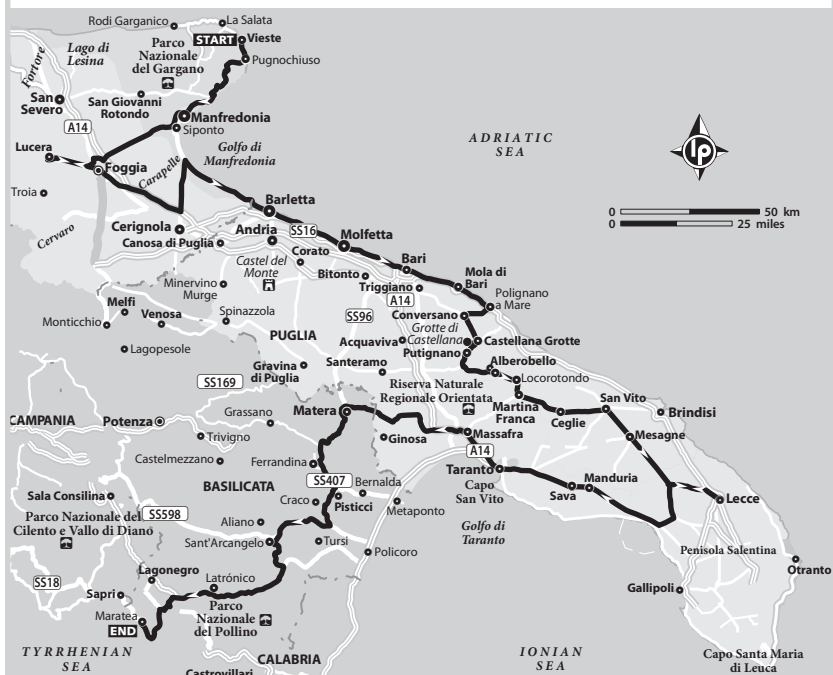 Rodi Garganico
La Salata
START
Vieste
Pugnochiuso
Fortore
Lago di
Lesina
Parco
Nazionale
del Gargano
San
Severo
San Giovanni
Rotondo
Manfredonia
Siponto
A14
Lucera
Foggia
Carapelle
Golfo di
Manfredonia
ADRIATIC
SEA
lp
0 50 km
0 25 miles
Troia
Cervaro
Cerignola
Canosa di Puglia
Barletta
Andria
SS16
Molfetta
Corato
Castel del
Monte
Bitonto
Bari
Triggiano
Mola di
Bari
Polignano
a Mare
A14
Minervino
Murge
Melfi
Venosa
Spinazzola
Monticchio
Lagopesole
PUGLIA
SS96
Conversano
Grotte di
Castellana
Castellana Grotte
Acquaviva
Putignano
Gravina
di Puglia
Santeramo
Alberobello
Locorotondo
SS169
Riserva Naturale
Regionale Orientata
Martina
Franca
Ceglie
San Vito
Brindisi
Mesagne
CAMPANIA
Potenza
Grassano
Matera
Trivigno
Ginosa
Massafra
A14
Castelmezzano
Ferrandina
Taranto
Capo
San Vito
Sava
Manduria
Lecce
BASILICATA
SS407
Bernalda
Sala Consilina
Craco
Pisticci
Metaponto
Parco Nazionale del
Cilento e Vallo di Diano
SS598
Aliano
Golfo di
Taranto
Sant'Arcangelo
Tursi
Policoro
Penisola Salentina
Otranto
SS18
Lagonegro
Latrónico
Gallipoli
Sapri
Maratea
END
Parco
Nazionale
del Pollino
TYRRHENIAN
SEA
CALABRIA
Castrovillari
IONIAN
SEA
Capo Santa Maria
di Leuca